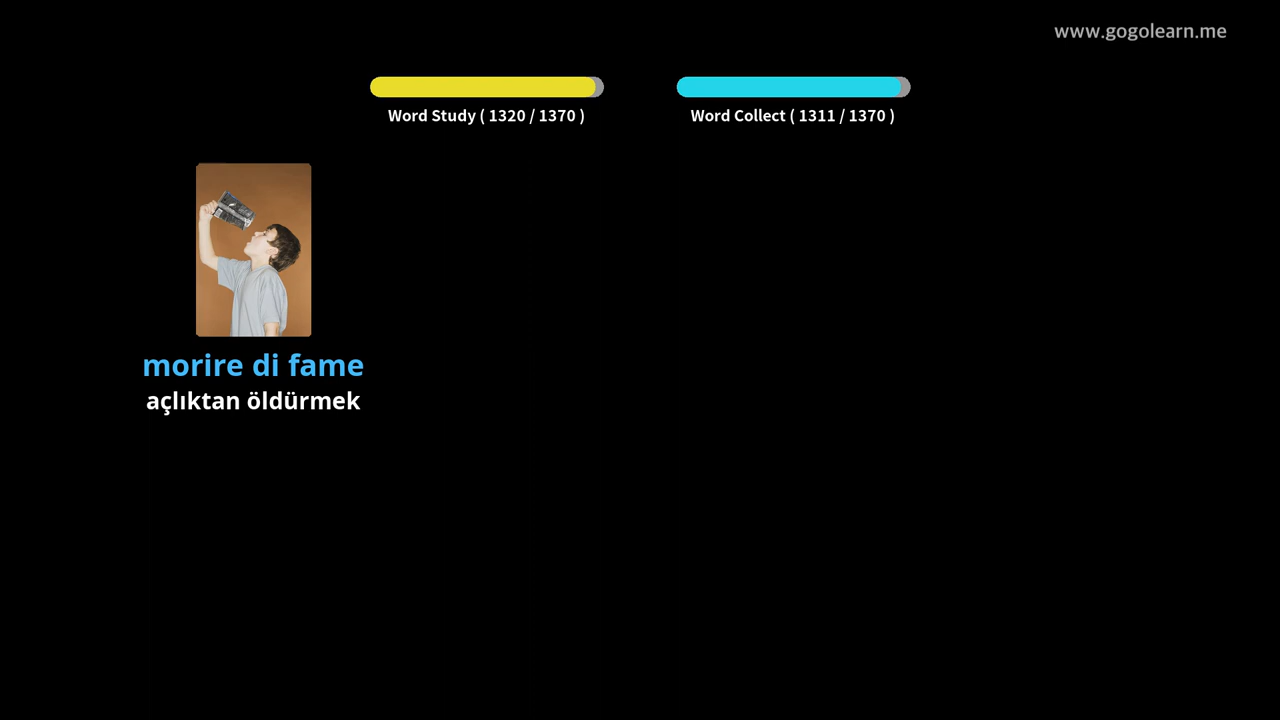 www.gogolearn.me
Word Study ( 1320 / 1370 )
Word Collect ( 1311 / 1370 )
morire di fame
açlıktan öldürmek